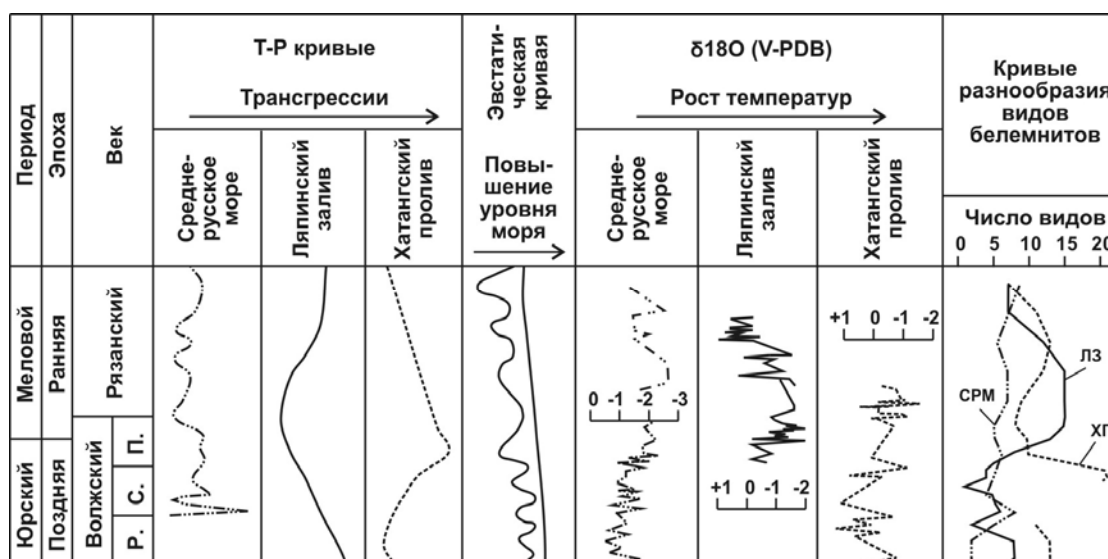 Период
Эпоха
Век
Т-Р кривые
Трансгрессии
Средне-
русское
море
Ляпинский
залив
Хатангский
пролив
Эвстати-
ческая
кривая
Повы-
шение
уровня
моря
δ18O (V-PDB)
Рост температур
Средне-
русское
море
Ляпинский
залив
Хатангский
пролив
Кривые
разнообразия
видов
белемнитов
Число видов
0 5 10 15 20
Меловой
Ранняя
Рязанский
Юрский
Поздняя
Волжский
П.
С.
Р.
0 -1 -2 -3
+1 0 -1 -2
+1 0 -1 -2
ЛЗ
СРМ